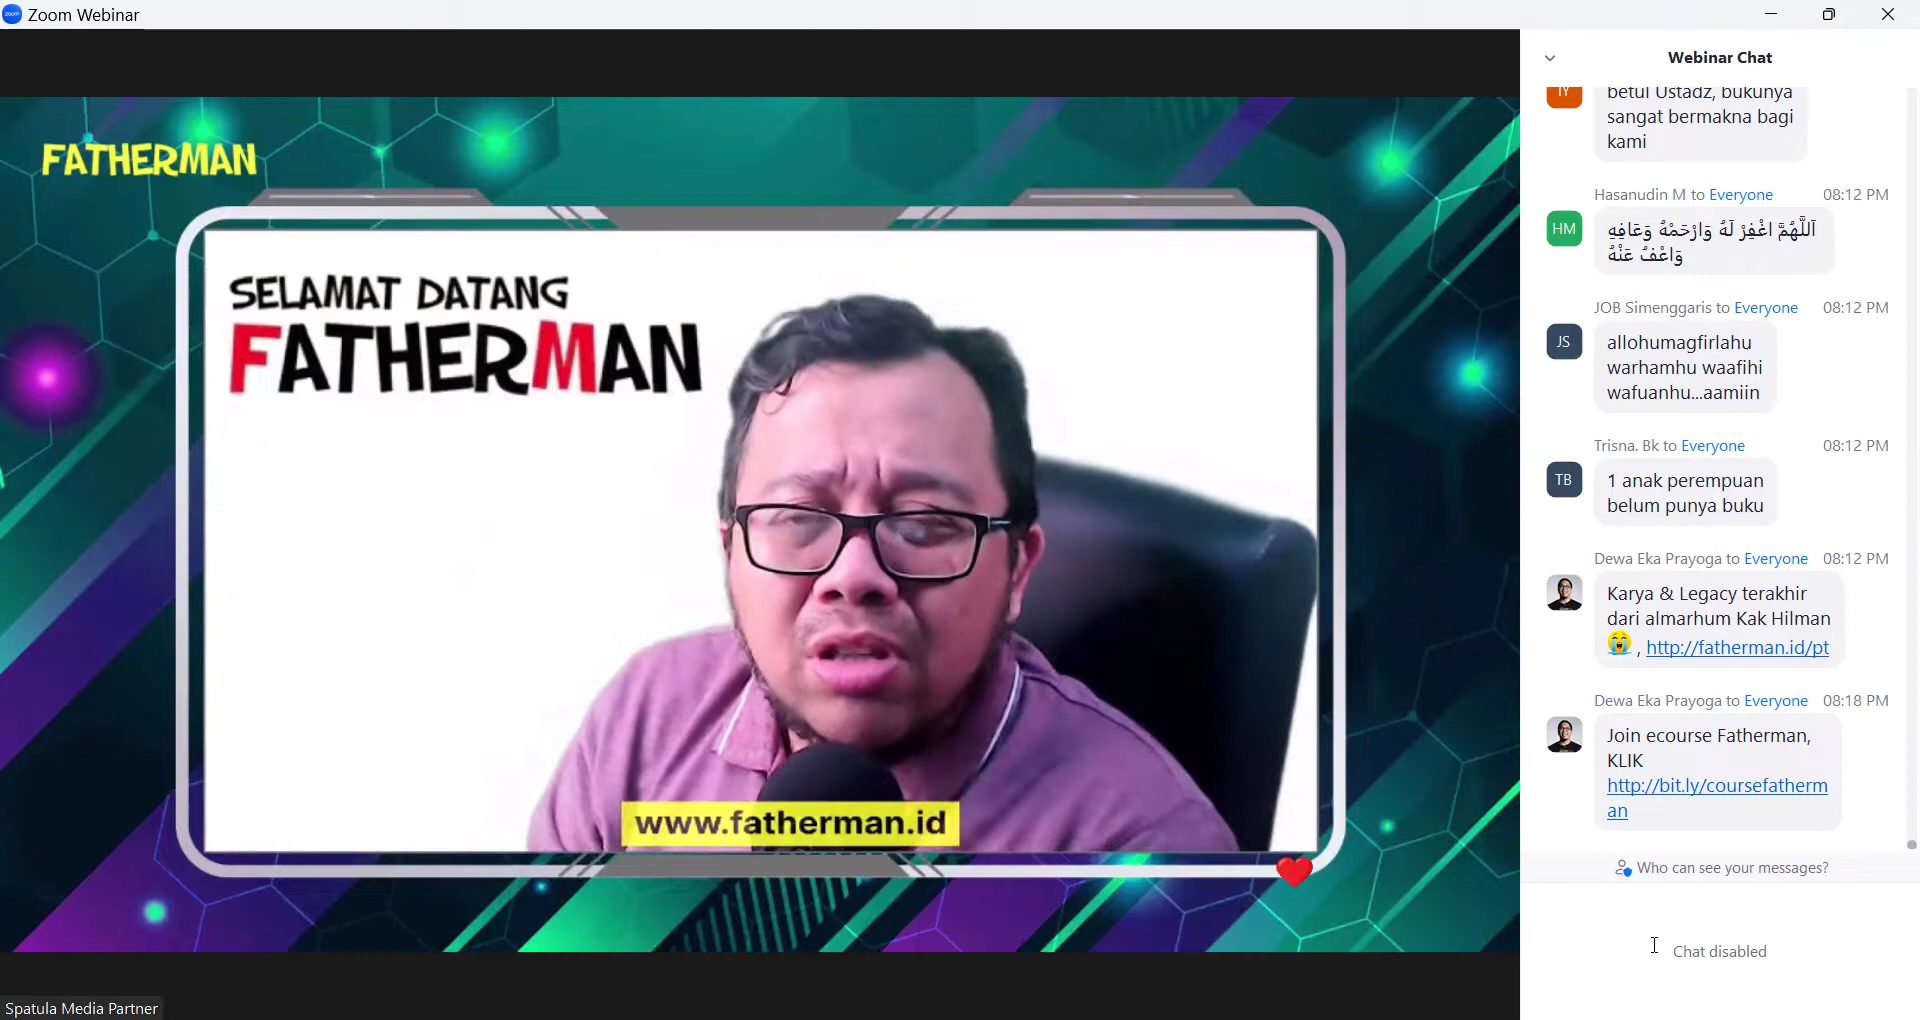 zoom Zoom Webinar
FATHERMAN
SELAMAT DATANG
FATHERMAN
www.fatherman.id
Spatula Media Partner
Webinar Chat
IY
betul Ustadz, bukunya
sangat bermakna bagi
kami
Hasanudin M to Everyone 08:12 PM
HM
اَللَّهُمَّ اغْفِرْ لَهُ وَارْحَمْهُ وَعَافِهِ
وَاعْفُ عَنْهُ
JOB Simenggaris to Everyone 08:12 PM
JS
allohumagfirlahu
warhamhu waafihi
wafuanhu...aamiin
Trisna. Bk to Everyone 08:12 PM
TB
1 anak perempuan
belum punya buku
Dewa Eka Prayoga to Everyone 08:12 PM
Karya & Legacy terakhir
dari almarhum Kak Hilman
😭 , http://fatherman.id/pt
Dewa Eka Prayoga to Everyone 08:18 PM
Join ecourse Fatherman,
KLIK
http://bit.ly/coursefatherm
an
Who can see your messages?
Chat disabled